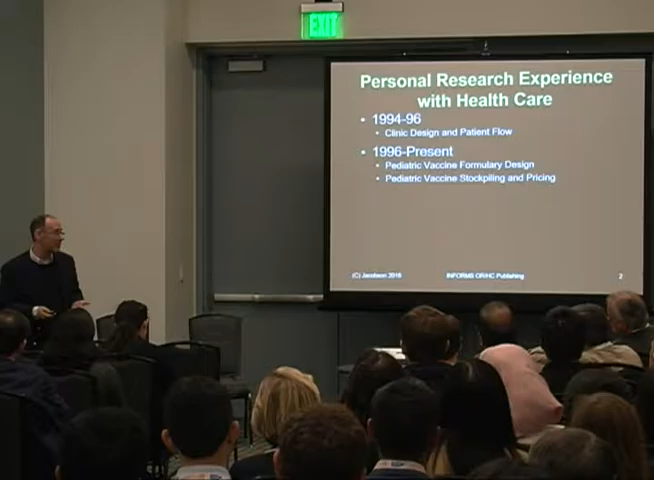 EXIT
Personal Research Experience
with Health Care
• 1994-96
• Clinic Design and Patient Flow
• 1996-Present
• Pediatric Vaccine Formulary Design
• Pediatric Vaccine Stockpiling and Pricing
(C) Jacobson 2016
INFORMS OR/HC Publishing
2